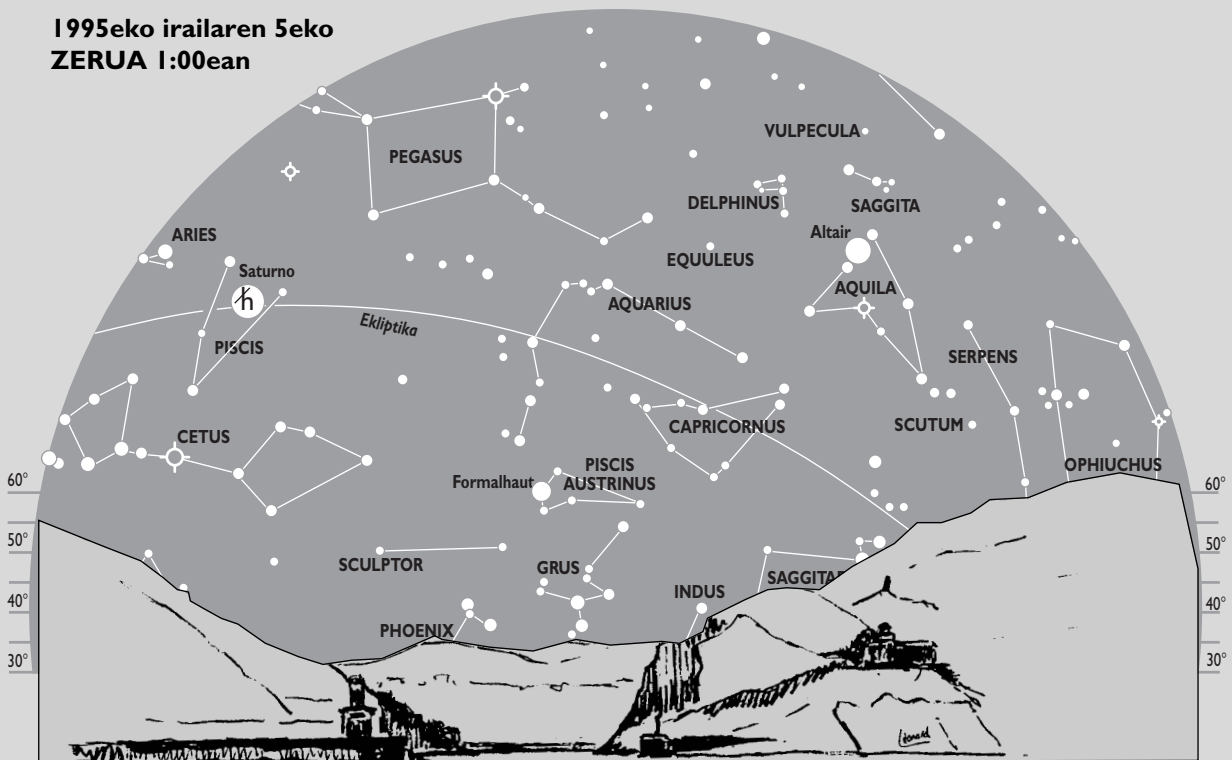 1995eko irailaren 5eko
ZERUA 1:00ean
VULPECULA
PEGASUS
DELPHINUS
SAGGITA
ARIES
Altair
EQUULEUS
Saturno
AQUILA
AQUARIUS
Ekliptika
PISCIS
SERPENS
CAPRICORNUS
SCUTUM
CETUS
PISCIS
AUSTRINUS
OPHIUCHUS
Formalhaut
60°
60°
50°
50°
SCULPTOR
GRUS
SAGGITAR
INDUS
40°
40°
PHOENIX
30°
30°